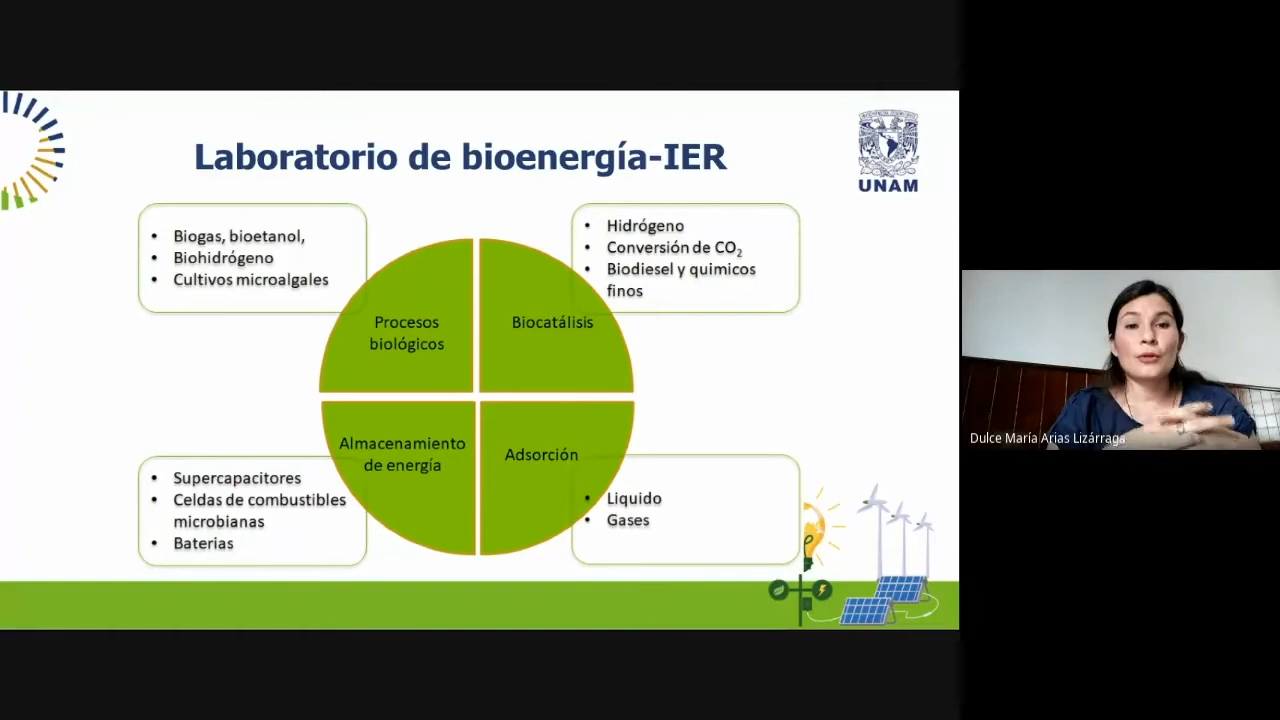 Laboratorio de bioenergía-IER
UNAM
• Biogas, bioetanol,
• Biohidrógeno
• Cultivos microalgales
• Hidrógeno
• Conversión de CO₂
• Biodiesel y quimicos
finos
Procesos
biológicos
Biocatálisis
Almacenamiento
de energía
Adsorción
• Supercapacitores
• Celdas de combustibles
microbianas
• Baterias
• Liquido
• Gases
Dulce María Arias Lizárraga